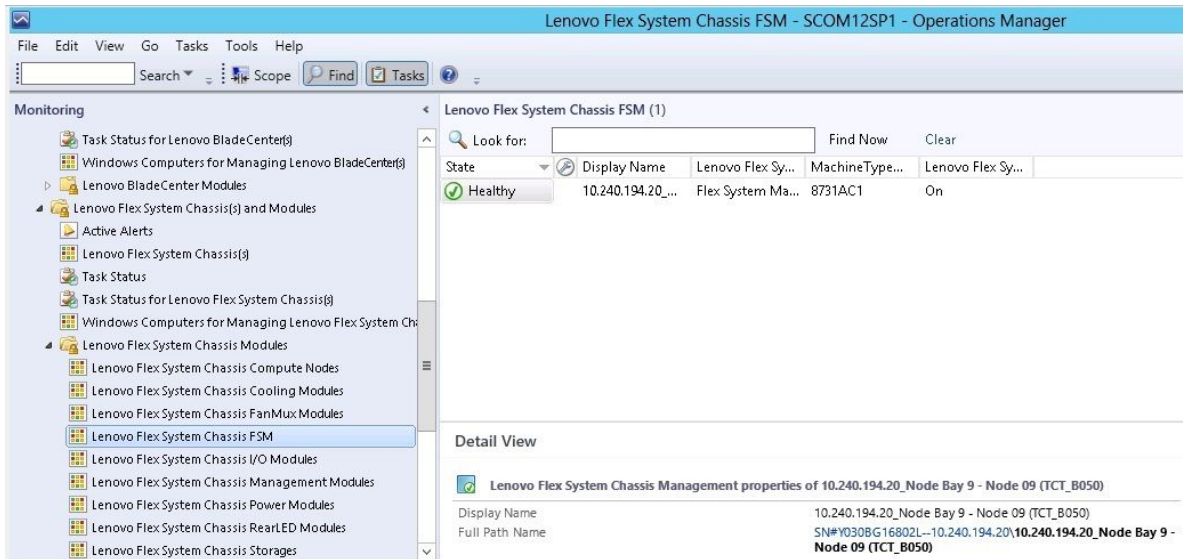 Lenovo Flex System Chassis FSM - SCOM12SP1 - Operations Manager
File Edit View Go Tasks Tools Help
Search Scope Find Tasks
Monitoring
Task Status for Lenovo BladeCenter(s)
Windows Computers for Managing Lenovo BladeCenter(s)
Lenovo BladeCenter Modules
Lenovo Flex System Chassis(s) and Modules
Active Alerts
Lenovo Flex System Chassis(s)
Task Status
Task Status for Lenovo Flex System Chassis(s)
Windows Computers for Managing Lenovo Flex System Cha
Lenovo Flex System Chassis Modules
Lenovo Flex System Chassis Compute Nodes
Lenovo Flex System Chassis Cooling Modules
Lenovo Flex System Chassis FanMux Modules
Lenovo Flex System Chassis FSM
Lenovo Flex System Chassis I/O Modules
Lenovo Flex System Chassis Management Modules
Lenovo Flex System Chassis Power Modules
Lenovo Flex System Chassis RearLED Modules
Lenovo Flex System Chassis Storages
Lenovo Flex System Chassis FSM (1)
Look for: Find Now Clear
State Display Name Lenovo Flex Sy... MachineType... Lenovo Flex Sy...
Healthy 10.240.194.20_... Flex System Ma... 8731AC1 On
Detail View
Lenovo Flex System Chassis Management properties of 10.240.194.20_Node Bay 9 - Node 09 (TCT_B050)
Display Name 10.240.194.20_Node Bay 9 - Node 09 (TCT_B050)
Full Path Name SN#Y030BG16802L--10.240.194.20\10.240.194.20_Node Bay 9 -
Node 09 (TCT_B050)